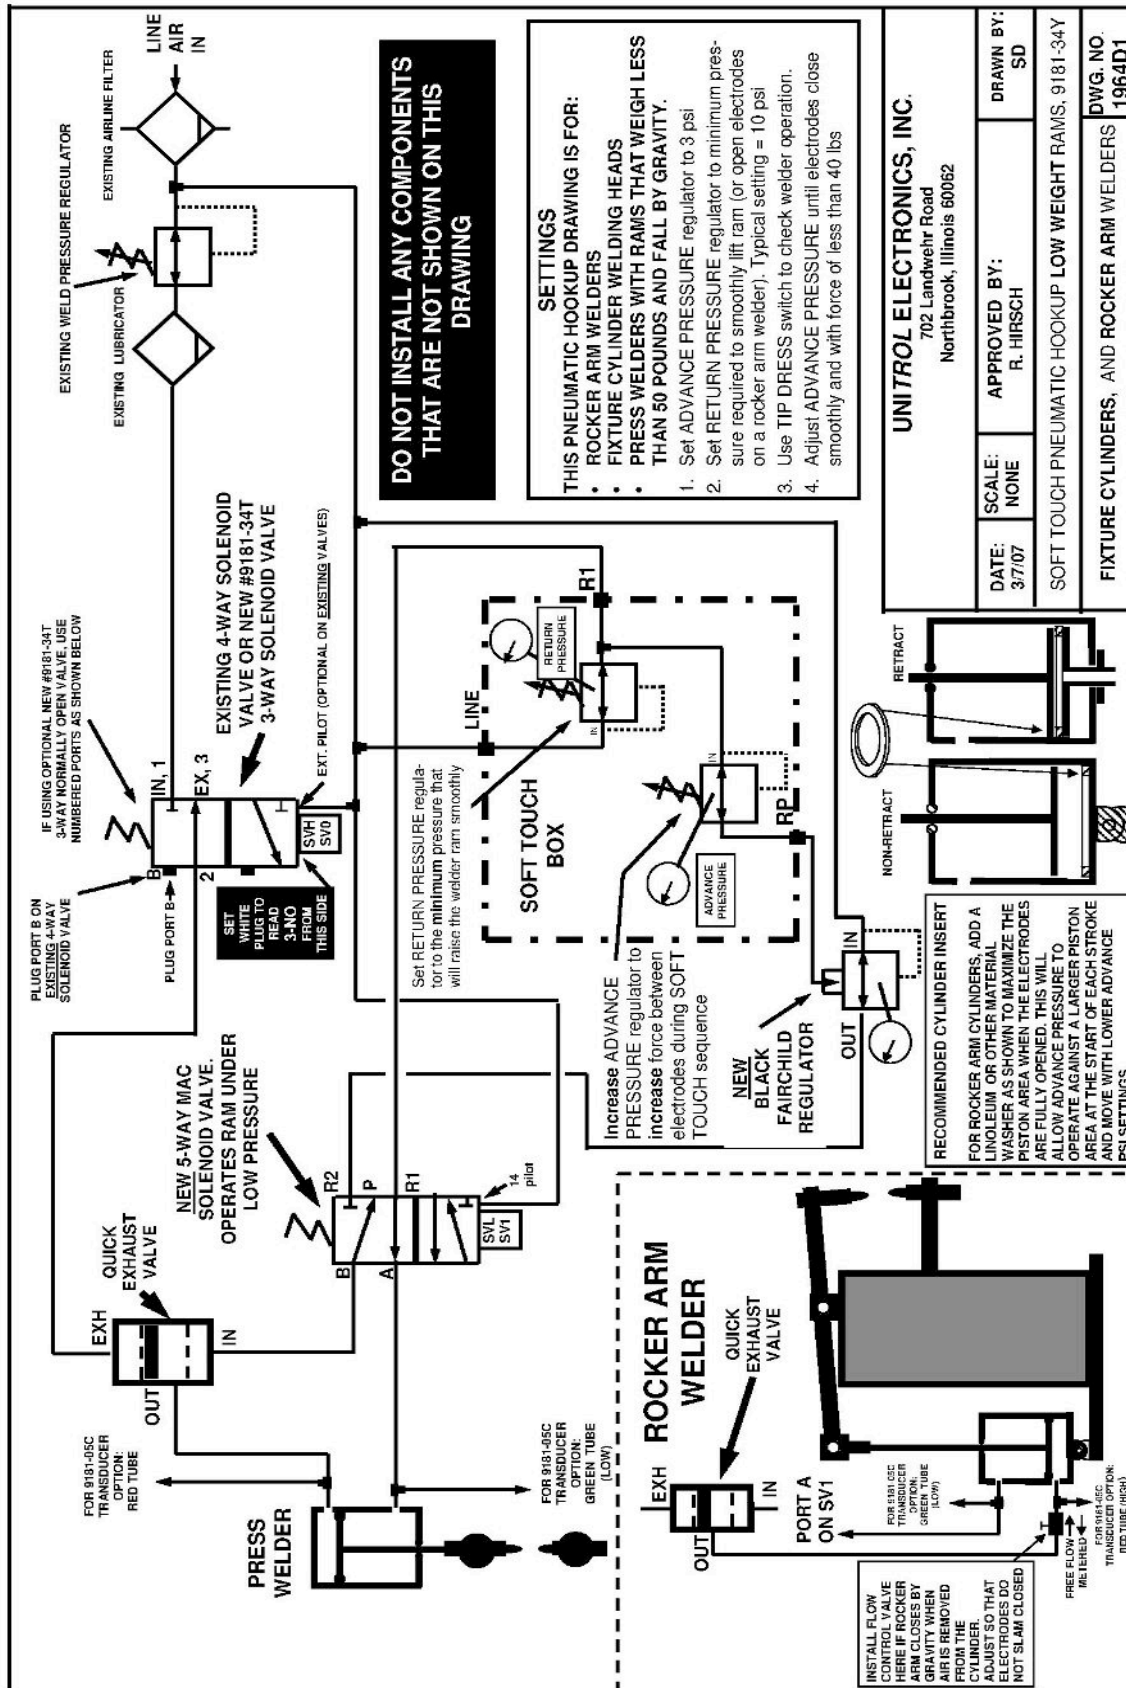 LINE
AIR
IN
EXISTING AIRLINE FILTER
EXISTING WELD PRESSURE REGULATOR
EXISTING LUBRICATOR
IF USING OPTIONAL NEW #9181-34T
3-WAY NORMALLY OPEN VALVE, USE
NUMBERED PORTS AS SHOWN BELOW
PLUG PORT B ON
EXISTING 4-WAY
SOLENOID VALVE
PLUG PORT B
B
2
IN, 1
EX, 3
SVH
SV0
SET
WHITE
PLUG TO
READ
3-NO
FROM
THIS SIDE
EXISTING 4-WAY SOLENOID
VALVE OR NEW #9181-34T
3-WAY SOLENOID VALVE
EXT. PILOT (OPTIONAL ON EXISTING VALVES)
NEW 5-WAY MAC
SOLENOID VALVE.
OPERATES RAM UNDER
LOW PRESSURE
QUICK
EXHAUST
VALVE
EXH
OUT
IN
R2
P
R1
B
A
SVL
SV1
14
pilot
FOR 9181-05C
TRANSDUCER
OPTION:
RED TUBE
PRESS
WELDER
FOR 9181-05C
TRANSDUCER
OPTION:
GREEN TUBE
(LOW)
DO NOT INSTALL ANY COMPONENTS
THAT ARE NOT SHOWN ON THIS
DRAWING
Set RETURN PRESSURE regula-
tor to the minimum pressure that
will raise the welder ram smoothly
LINE
R1
RETURN
PRESSURE
IN
SOFT TOUCH
BOX
IN
ADVANCE
PRESSURE
RP
Increase ADVANCE
PRESSURE regulator to
increase force between
electrodes during SOFT
TOUCH sequence
NEW
BLACK
FAIRCHILD
REGULATOR
OUT
IN
SETTINGS
THIS PNEUMATIC HOOKUP DRAWING IS FOR:
• ROCKER ARM WELDERS
• FIXTURE CYLINDER WELDING HEADS
• PRESS WELDERS WITH RAMS THAT WEIGH LESS
THAN 50 POUNDS AND FALL BY GRAVITY.
1. Set ADVANCE PRESSURE regulator to 3 psi
2. Set RETURN PRESSURE regulator to minimum pres-
sure required to smoothly lift ram (or open electrodes
on a rocker arm welder). Typical setting = 10 psi
3. Use TIP DRESS switch to check welder operation.
4. Adjust ADVANCE PRESSURE until electrodes close
smoothly and with force of less than 40 lbs
ROCKER ARM
WELDER
QUICK
EXHAUST
VALVE
EXH
OUT
IN
PORT A
ON SV1
FOR 9181-05C
TRANSDUCER
OPTION:
GREEN TUBE
(LOW)
INSTALL FLOW
CONTROL VALVE
HERE IF ROCKER
ARM CLOSES BY
GRAVITY WHEN
AIR IS REMOVED
FROM THE
CYLINDER.
ADJUST SO THAT
ELECTRODES DO
NOT SLAM CLOSED
FREE FLOW
METERED
FOR 9181-05C
TRANSDUCER OPTION:
RED TUBE (HIGH)
RECOMMENDED CYLINDER INSERT
FOR ROCKER ARM CYLINDERS, ADD A
LINOLEUM OR OTHER MATERIAL
WASHER AS SHOWN TO MAXIMIZE THE
PISTON AREA WHEN THE ELECTRODES
ARE FULLY OPENED. THIS WILL
ALLOW ADVANCE PRESSURE TO
OPERATE AGAINST A LARGER PISTON
AREA AT THE START OF EACH STROKE
AND MOVE WITH LOWER ADVANCE
PSI SETTINGS
NON-RETRACT
RETRACT
UNITROL ELECTRONICS, INC.
702 Landwehr Road
Northbrook, Illinois 60062
DATE:
3/7/07
SCALE:
NONE
APPROVED BY:
R. HIRSCH
DRAWN BY:
SD
SOFT TOUCH PNEUMATIC HOOKUP LOW WEIGHT RAMS, 9181-34Y
FIXTURE CYLINDERS, AND ROCKER ARM WELDERS
DWG. NO.
1964D1